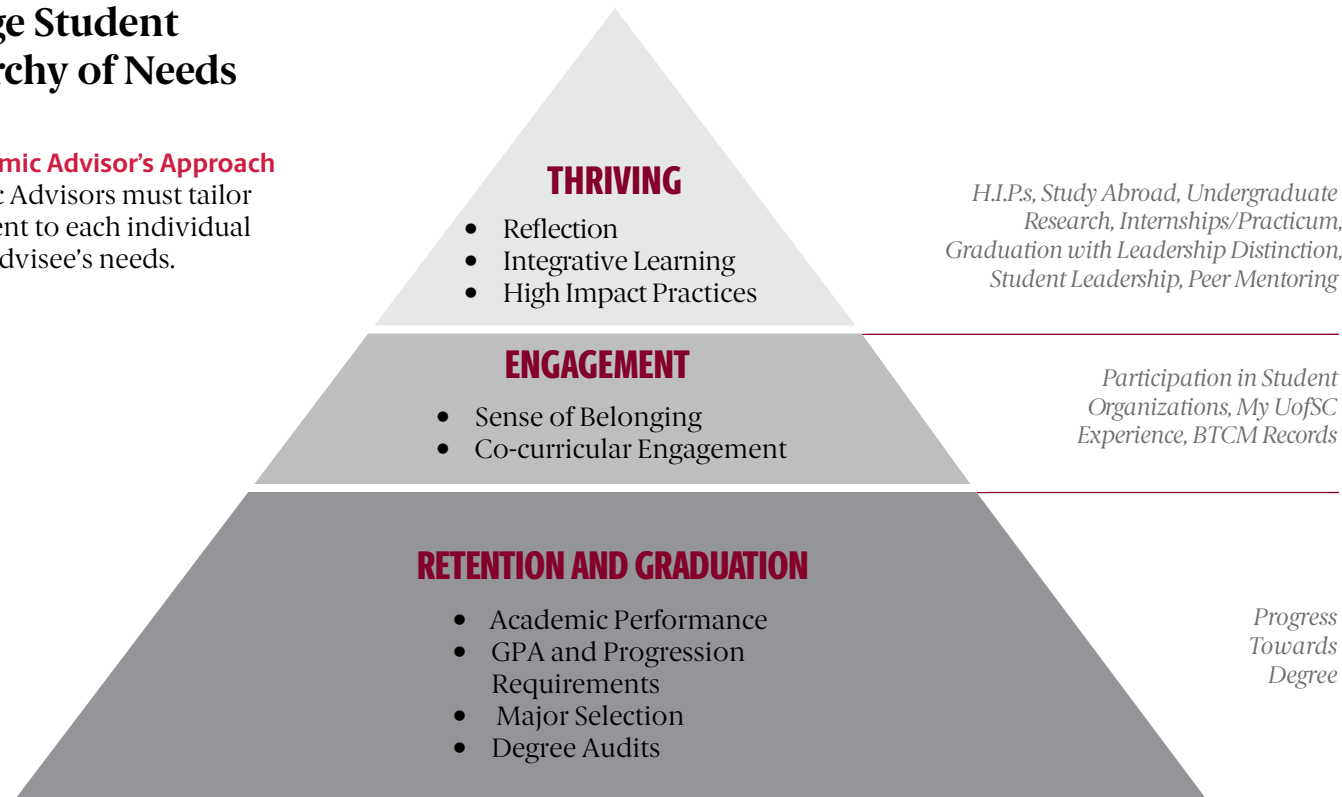 ge Student
rchy of Needs
mic Advisor's Approach
c Advisors must tailor
ent to each individual
dvisee's needs.
THRIVING
• Reflection
• Integrative Learning
• High Impact Practices
H.I.P.s, Study Abroad, Undergraduate
Research, Internships/Practicum,
Graduation with Leadership Distinction,
Student Leadership, Peer Mentoring
ENGAGEMENT
• Sense of Belonging
• Co-curricular Engagement
Participation in Student
Organizations, My UofSC
Experience, BTCM Records
RETENTION AND GRADUATION
• Academic Performance
• GPA and Progression
Requirements
• Major Selection
• Degree Audits
Progress
Towards
Degree